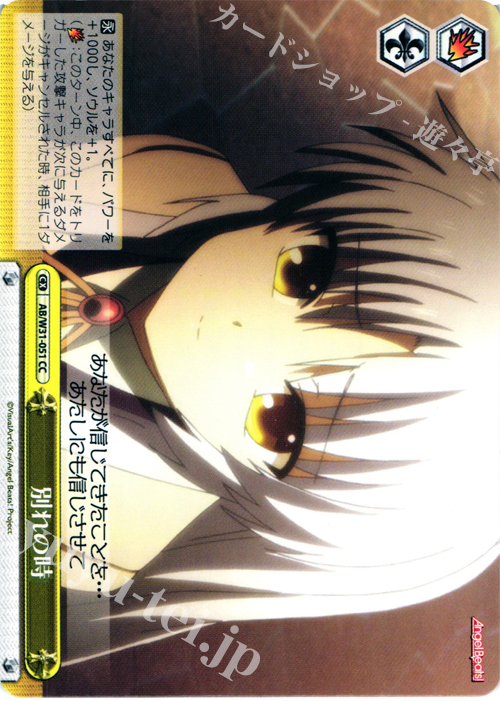 永 あなたのキャラすべてに、パワーを
+1000し、ソウルを+1。
（ ：このターン中、このカードをトリ
ガーした攻撃キャラが次に与えるダメ
ージがキャンセルされた時、相手に1ダ
メージを与える）
あなたが信じてきたことを…
あたしにも信じさせて
CX AB/W31-051 CC
©VisualArt's/Key/Angel Beats! Project
別れの時
AngelBeats!
カードショップ - 遊々亭
yuyu-tei.jp